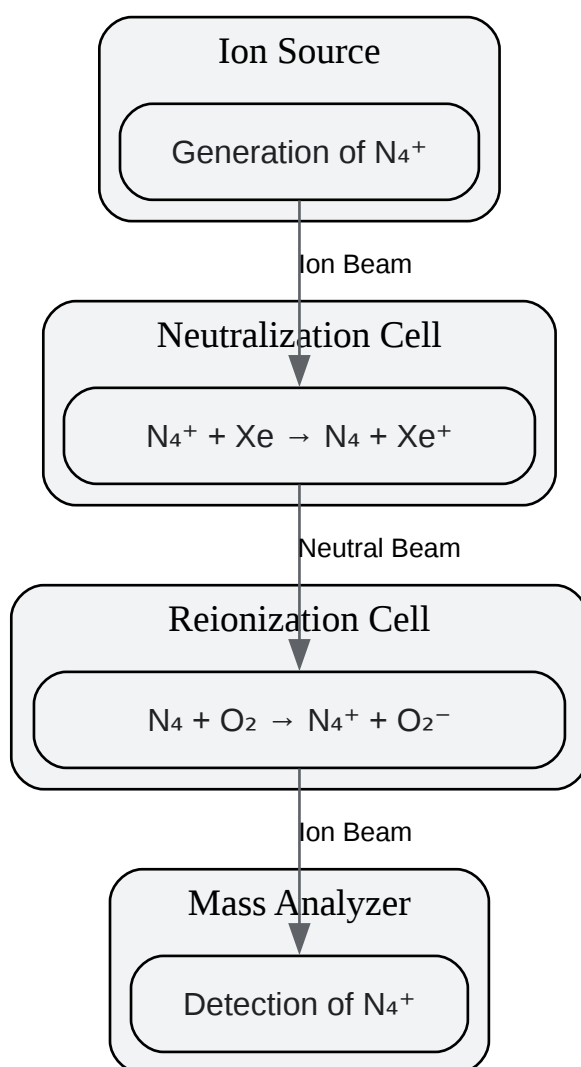 Ion Source
Generation of N₄⁺
Ion Beam
Neutralization Cell
N₄⁺ + Xe → N₄ + Xe⁺
Neutral Beam
Reionization Cell
N₄ + O₂ → N₄⁺ + O₂⁻
Ion Beam
Mass Analyzer
Detection of N₄⁺